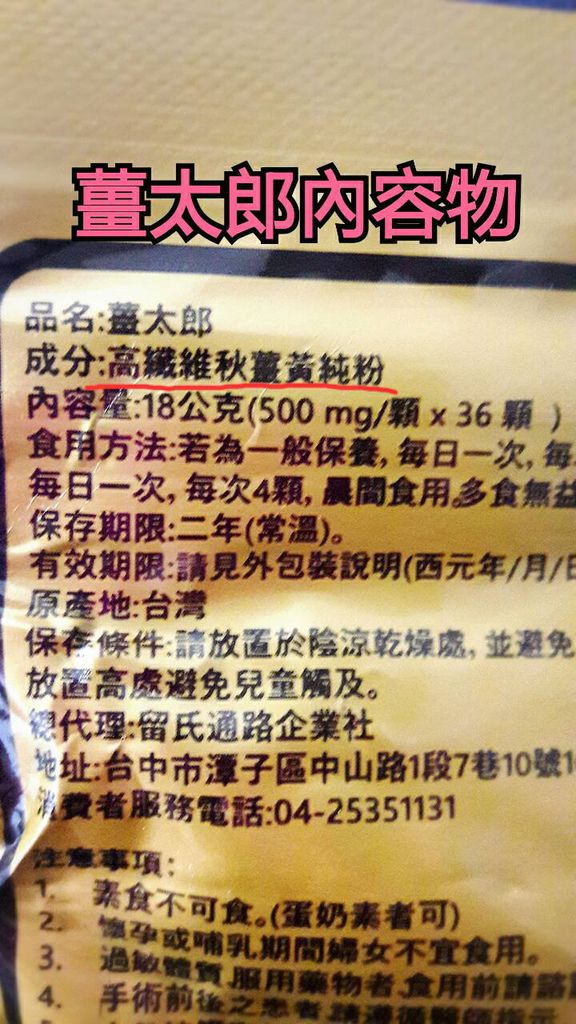 薑太郎內容物
品名:薑太郎
成分:高纖維秋薑黃純粉
內容量:18公克(500 mg/顆 x 36 顆 )
食用方法:若為一般保養, 每日一次, 每
每日一次, 每次4顆, 晨間食用。多食無益
保存期限:二年(常溫)。
有效期限:請見外包裝說明(西元年/月/日
原產地:台灣
保存條件:請放置於陰涼乾燥處, 並避免
放置高處避免兒童觸及。
總代理:留氏通路企業社
地址:台中市潭子區中山路1段7巷10號1
消費者服務電話:04-25351131
注意事項:
1. 素食不可食。(蛋奶素者可)
2. 懷孕或哺乳期間婦女不宜食用。
3. 過敏體質、服用藥物者,食用前請諮
4. 手術前後之患者,請遵循醫師指示